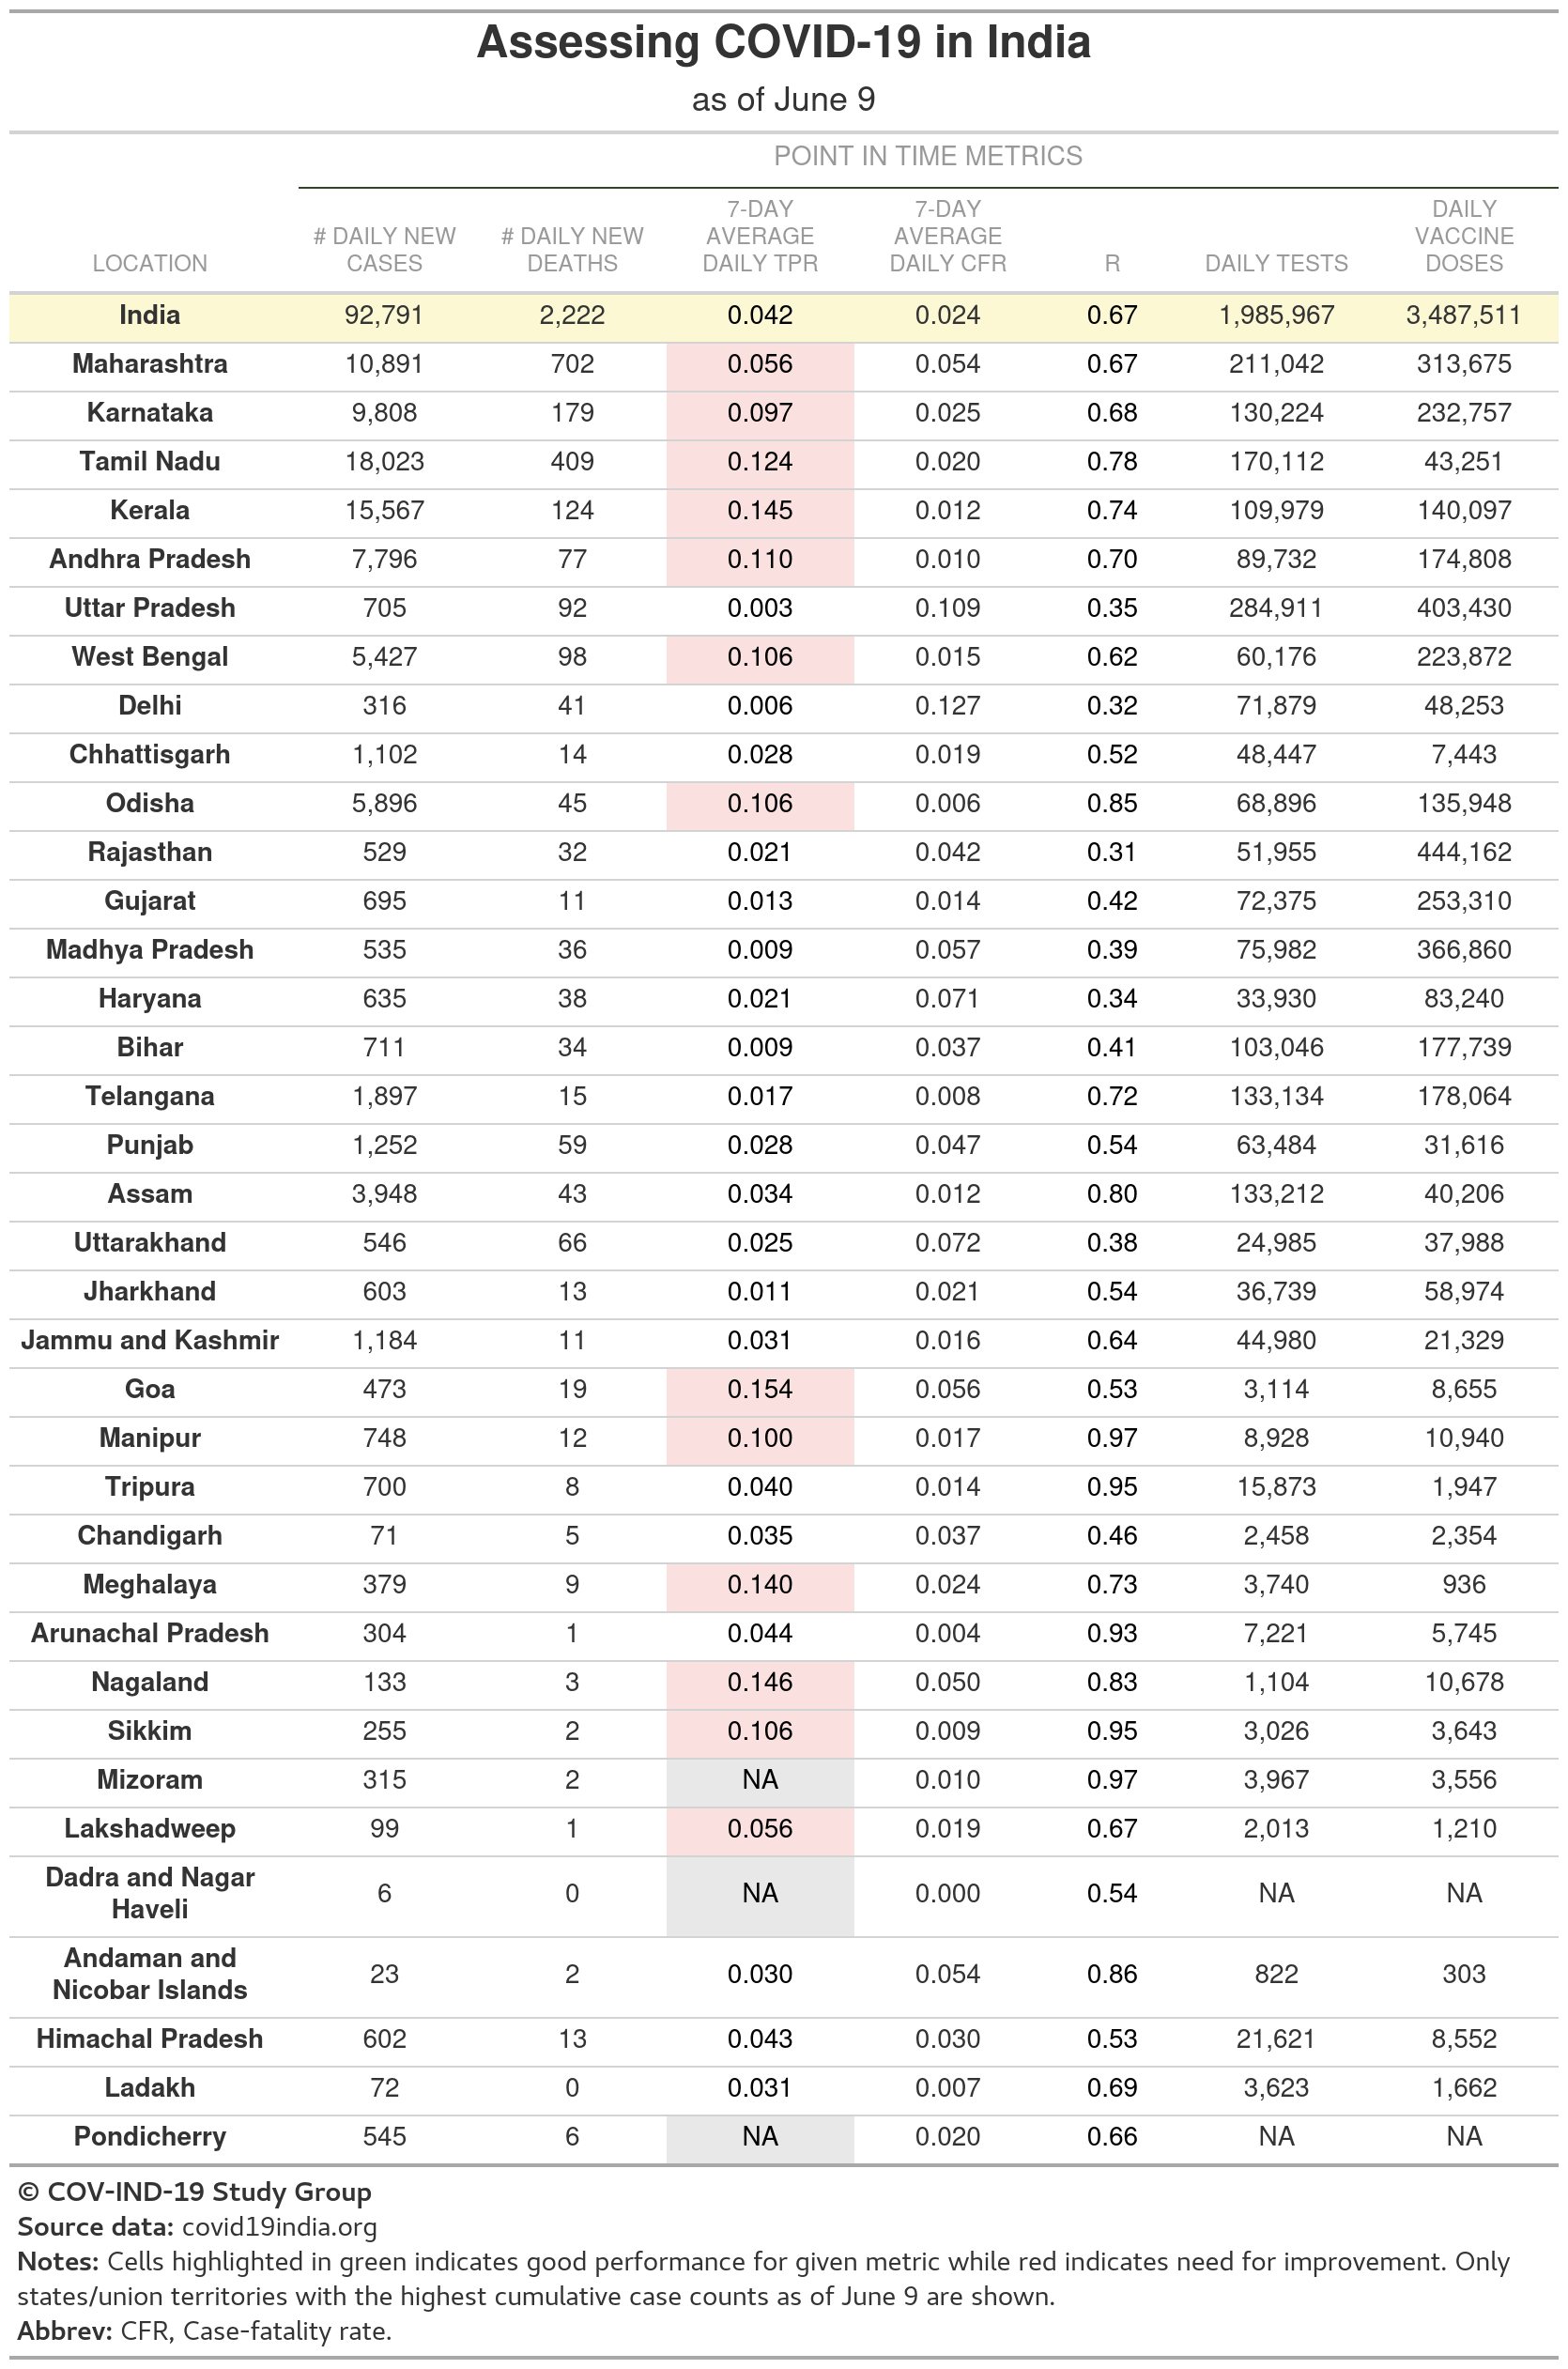 Assessing COVID-19 in India
as of June 9
POINT IN TIME METRICS
LOCATION # DAILY NEW CASES # DAILY NEW DEATHS 7-DAY AVERAGE DAILY TPR 7-DAY AVERAGE DAILY CFR R DAILY TESTS DAILY VACCINE DOSES
India 92,791 2,222 0.042 0.024 0.67 1,985,967 3,487,511
Maharashtra 10,891 702 0.056 0.054 0.67 211,042 313,675
Karnataka 9,808 179 0.097 0.025 0.68 130,224 232,757
Tamil Nadu 18,023 409 0.124 0.020 0.78 170,112 43,251
Kerala 15,567 124 0.145 0.012 0.74 109,979 140,097
Andhra Pradesh 7,796 77 0.110 0.010 0.70 89,732 174,808
Uttar Pradesh 705 92 0.003 0.109 0.35 284,911 403,430
West Bengal 5,427 98 0.106 0.015 0.62 60,176 223,872
Delhi 316 41 0.006 0.127 0.32 71,879 48,253
Chhattisgarh 1,102 14 0.028 0.019 0.52 48,447 7,443
Odisha 5,896 45 0.106 0.006 0.85 68,896 135,948
Rajasthan 529 32 0.021 0.042 0.31 51,955 444,162
Gujarat 695 11 0.013 0.014 0.42 72,375 253,310
Madhya Pradesh 535 36 0.009 0.057 0.39 75,982 366,860
Haryana 635 38 0.021 0.071 0.34 33,930 83,240
Bihar 711 34 0.009 0.037 0.41 103,046 177,739
Telangana 1,897 15 0.017 0.008 0.72 133,134 178,064
Punjab 1,252 59 0.028 0.047 0.54 63,484 31,616
Assam 3,948 43 0.034 0.012 0.80 133,212 40,206
Uttarakhand 546 66 0.025 0.072 0.38 24,985 37,988
Jharkhand 603 13 0.011 0.021 0.54 36,739 58,974
Jammu and Kashmir 1,184 11 0.031 0.016 0.64 44,980 21,329
Goa 473 19 0.154 0.056 0.53 3,114 8,655
Manipur 748 12 0.100 0.017 0.97 8,928 10,940
Tripura 700 8 0.040 0.014 0.95 15,873 1,947
Chandigarh 71 5 0.035 0.037 0.46 2,458 2,354
Meghalaya 379 9 0.140 0.024 0.73 3,740 936
Arunachal Pradesh 304 1 0.044 0.004 0.93 7,221 5,745
Nagaland 133 3 0.146 0.050 0.83 1,104 10,678
Sikkim 255 2 0.106 0.009 0.95 3,026 3,643
Mizoram 315 2 NA 0.010 0.97 3,967 3,556
Lakshadweep 99 1 0.056 0.019 0.67 2,013 1,210
Dadra and Nagar Haveli 6 0 NA 0.000 0.54 NA NA
Andaman and Nicobar Islands 23 2 0.030 0.054 0.86 822 303
Himachal Pradesh 602 13 0.043 0.030 0.53 21,621 8,552
Ladakh 72 0 0.031 0.007 0.69 3,623 1,662
Pondicherry 545 6 NA 0.020 0.66 NA NA
© COV-IND-19 Study Group
Source data: covid19india.org
Notes: Cells highlighted in green indicates good performance for given metric while red indicates need for improvement. Only
states/union territories with the highest cumulative case counts as of June 9 are shown.
Abbrev: CFR, Case-fatality rate.